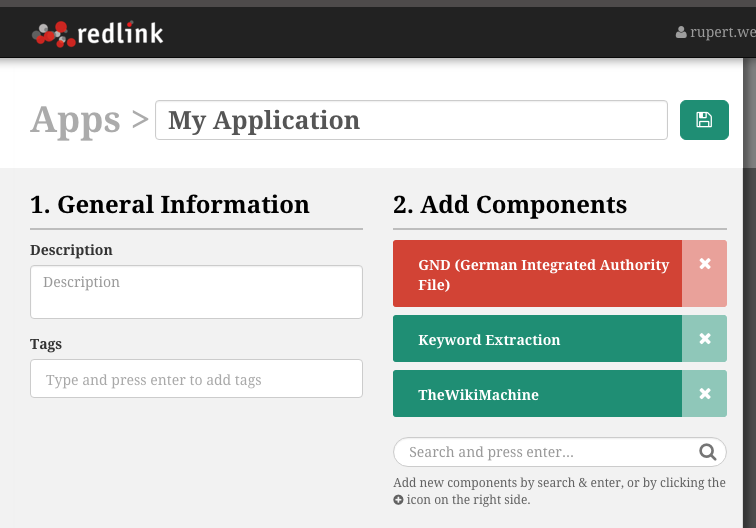 redlink
rupert.we
Apps > My Application
1. General Information
Description
Description
Tags
Type and press enter to add tags
2. Add Components
GND (German Integrated Authority
File)
Keyword Extraction
TheWikiMachine
Search and press enter...
Add new components by search & enter, or by clicking the
icon on the right side.